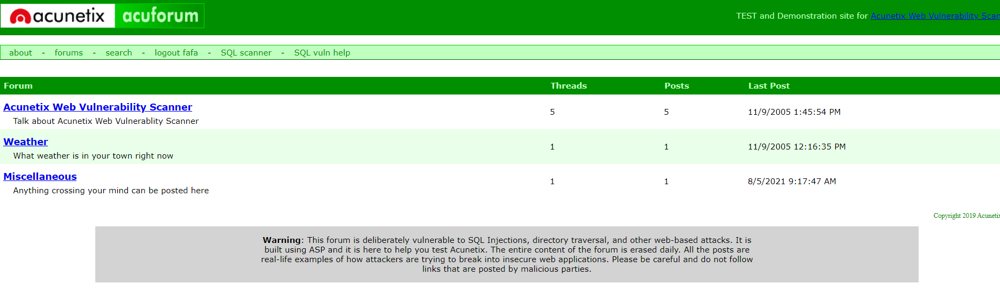 acunetix acuforum
TEST and Demonstration site for Acunetix Web Vulnerability Scan
about - forums - search - logout fafa - SQL scanner - SQL vuln help
Forum Threads Posts Last Post
Acunetix Web Vulnerability Scanner
Talk about Acunetix Web Vulnerablity Scanner
5 5 11/9/2005 1:45:54 PM
Weather
What weather is in your town right now
1 1 11/9/2005 12:16:35 PM
Miscellaneous
Anything crossing your mind can be posted here
1 1 8/5/2021 9:17:47 AM
Copyright 2019 Acunetix
Warning: This forum is deliberately vulnerable to SQL Injections, directory traversal, and other web-based attacks. It is
built using ASP and it is here to help you test Acunetix. The entire content of the forum is erased daily. All the posts are
real-life examples of how attackers are trying to break into insecure web applications. Please be careful and do not follow
links that are posted by malicious parties.